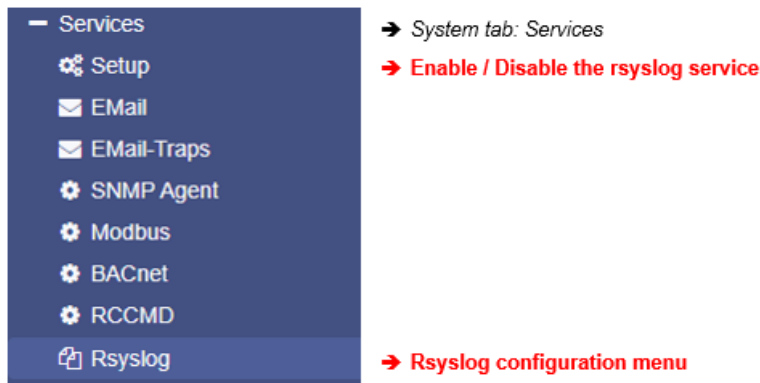 Services
➔ System tab: Services
Setup
➔ Enable / Disable the rsyslog service
EMail
EMail-Traps
SNMP Agent
Modbus
BACnet
RCCMD
Rsyslog
➔ Rsyslog configuration menu